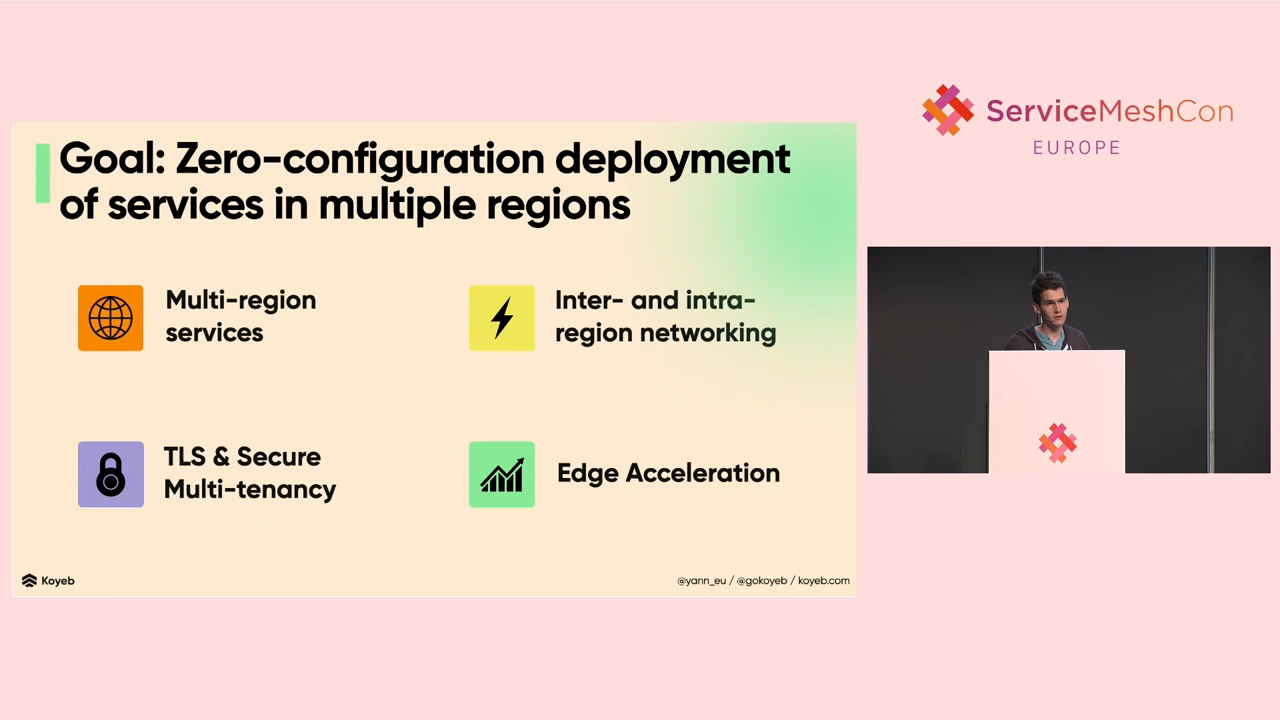 Goal: Zero-configuration deployment
of services in multiple regions
Multi-region
services
Inter- and intra-
region networking
TLS & Secure
Multi-tenancy
Edge Acceleration
Koyeb
@yann_eu / @gokoyeb / koyeb.com
ServiceMeshCon
EUROPE